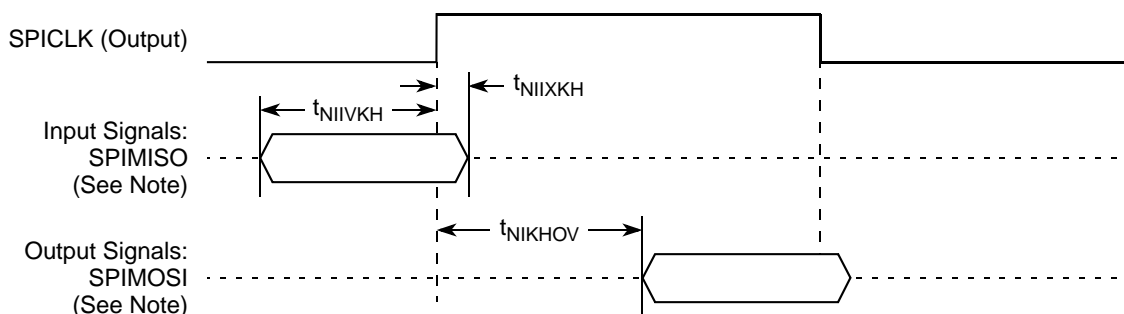 SPICLK (Output)
tNIIXKH
tNIIVKH
Input Signals:
SPIMISO
(See Note)
tNIKHOV
Output Signals:
SPIMOSI
(See Note)